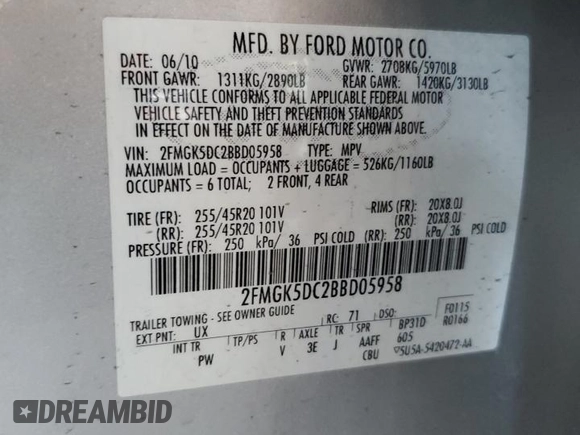 MFD. BY FORD MOTOR CO.
DATE: 06/10 GVWR: 2708KG/5970LB
FRONT GAWR: 1311KG/2890LB REAR GAWR: 1420KG/3130LB
THIS VEHICLE CONFORMS TO ALL APPLICABLE FEDERAL MOTOR
VEHICLE SAFETY AND THEFT PREVENTION STANDARDS
IN EFFECT ON THE DATE OF MANUFACTURE SHOWN ABOVE.
VIN: 2FMGK5DC2BBD05958 TYPE: MPV
MAXIMUM LOAD = OCCUPANTS + LUGGAGE = 526KG/1160LB
OCCUPANTS = 6 TOTAL; 2 FRONT, 4 REAR
TIRE (FR): 255/45R20 101V RIMS (FR): 20X8.0J
(RR): 255/45R20 101V (RR): 20X8.0J
PRESSURE (FR): 250 kPa/ 36 PSI COLD (RR): 250 kPa/ 36 PSI COLD
2FMGK5DC2BBD05958
TRAILER TOWING - SEE OWNER GUIDE RC: 71 DSO: F0115
EXT PNT: UX R AXLE TR SPR BP31D R0166
INT TR TP/PS
PW V 3E J AAFF 605
CBU 5U5A-5420472-AA
DREAMBID